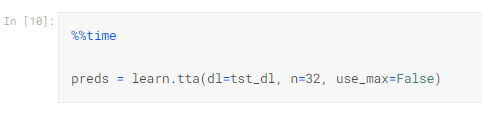 In [10]:
%%time
preds = learn.tta(dl=tst_dl, n=32, use_max=False)